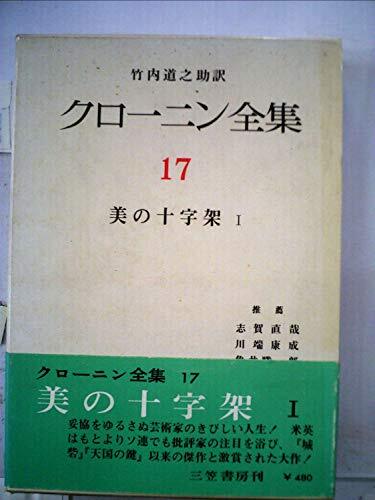 竹内道之助訳
クローニン全集
17
美の十字架 I
推薦
志賀直哉
川端康成
クローニン全集 17
美の十字架 I
妥協をゆるさぬ芸術家のきびしい人生! 米英
はもとよりソ連でも批評家の注目を浴び、『城
砦』『天国の鍵』以来の傑作と激賞された大作!
三笠書房刊 ¥480